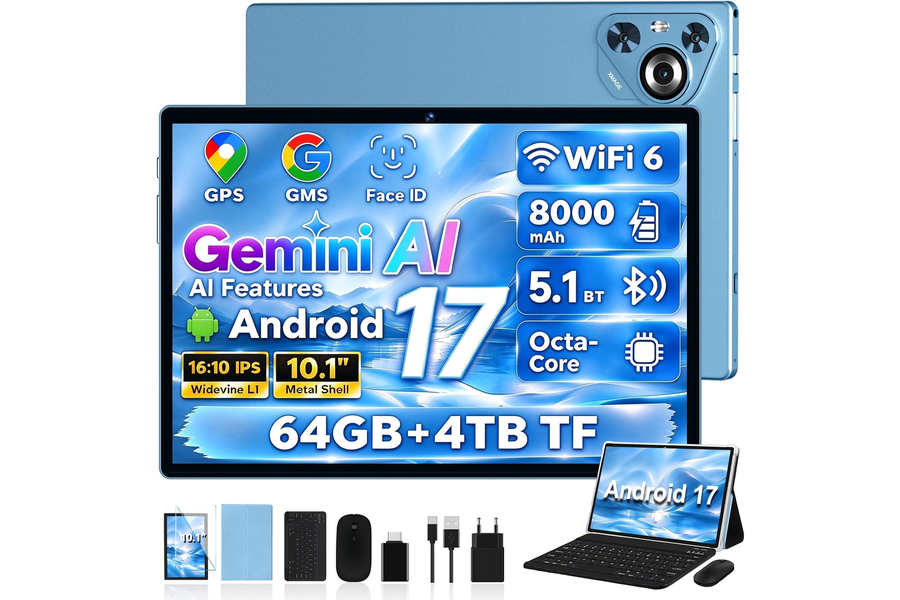 XMADE
GPS
GMS
Face ID
Gemini AI
AI Features
Android 17
16:10 IPS
Widevine L1
10.1"
Metal Shell
WiFi 6
8000
mAh
5.1 BT
Octa-
Core
64GB+4TB TF
10.1"
Android 17